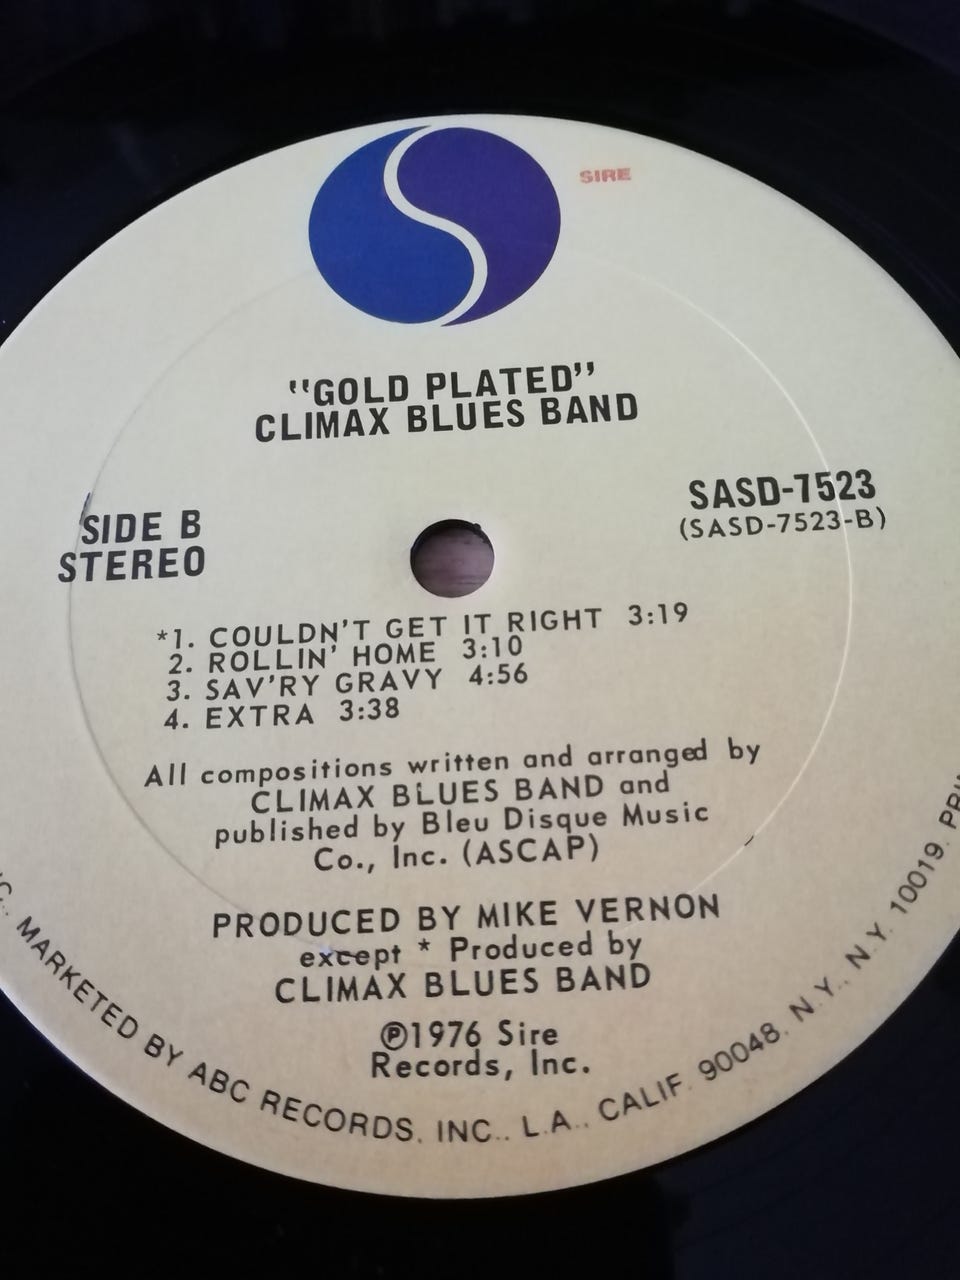 SIRE
"GOLD PLATED"
CLIMAX BLUES BAND
SIDE B
STEREO
SASD-7523
(SASD-7523-B)
*1. COULDN'T GET IT RIGHT 3:19
2. ROLLIN' HOME 3:10
3. SAV'RY GRAVY 4:56
4. EXTRA 3:38
All compositions written and arranged by
CLIMAX BLUES BAND and
published by Bleu Disque Music
Co., Inc. (ASCAP)
PRODUCED BY MIKE VERNON
except * Produced by
CLIMAX BLUES BAND
℗1976 Sire
Records, Inc.
MARKETED BY ABC RECORDS, INC., L.A., CALIF. 90048. N.Y., N.Y. 10019.